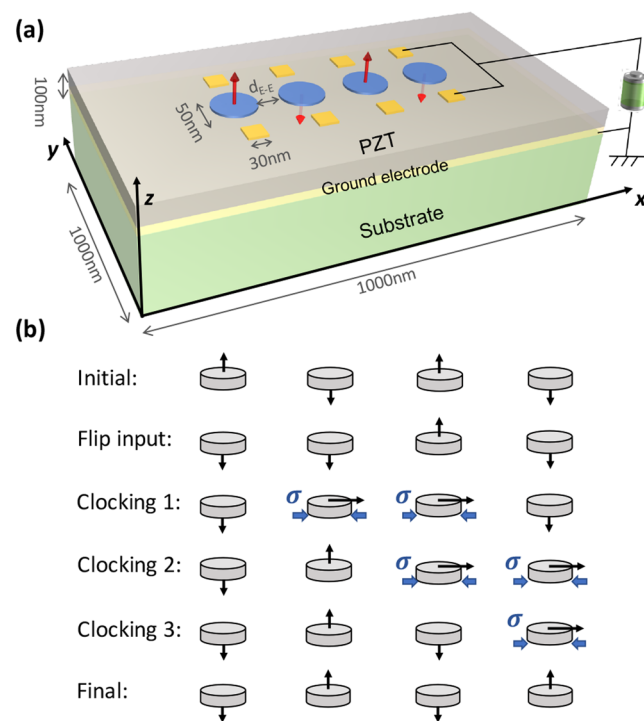 (a)
100nm
50nm
d_E-E
30nm
PZT
Ground electrode
Substrate
y
z
x
1000nm
1000nm
(b)
Initial:
Flip input:
Clocking 1: σ σ
Clocking 2: σ σ
Clocking 3: σ
Final: